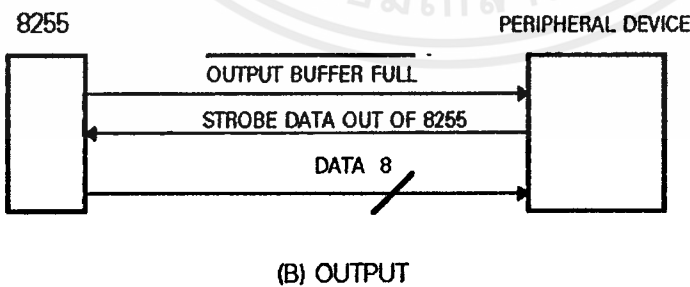 8255 PERIPHERAL DEVICE
OUTPUT BUFFER FULL
STROBE DATA OUT OF 8255
DATA 8
(B) OUTPUT